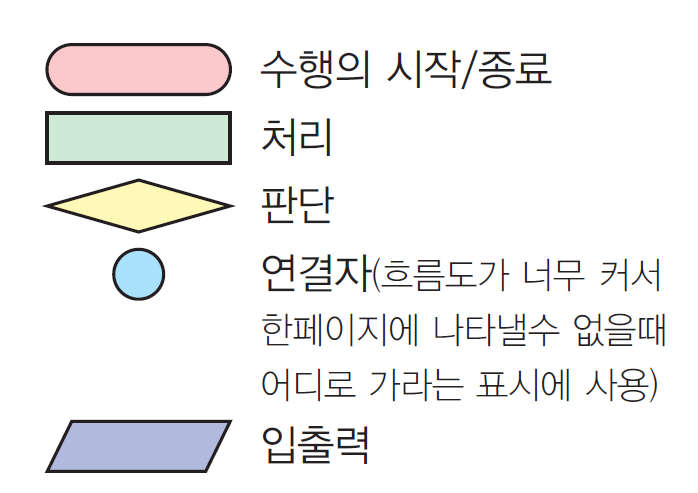 수행의 시작/종료
처리
판단
연결자(흐름도가 너무 커서
한페이지에 나타낼수 없을때
어디로 가라는 표시에 사용)
입출력